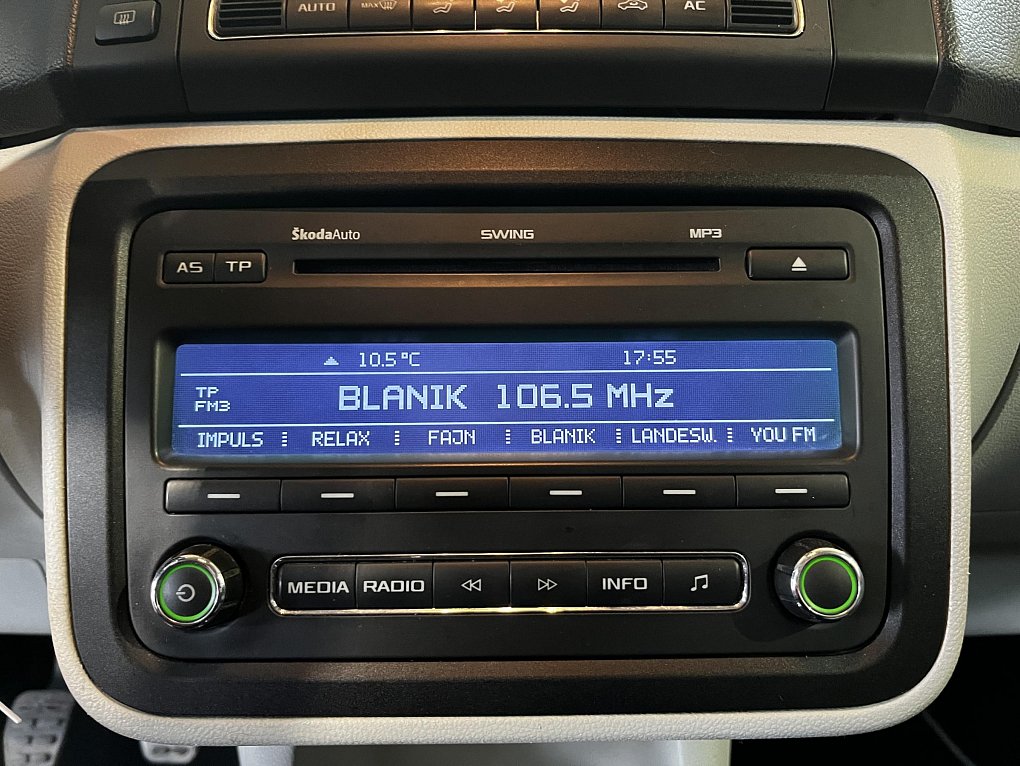 AUTO MAX AC
ŠkodaAuto SWING MP3
AS TP
10.5°C 17:55
TP
FM3
BLANIK 106.5 MHz
IMPULS RELAX FAJN BLANIK LANDESW. YOU FM
MEDIA RADIO INFO